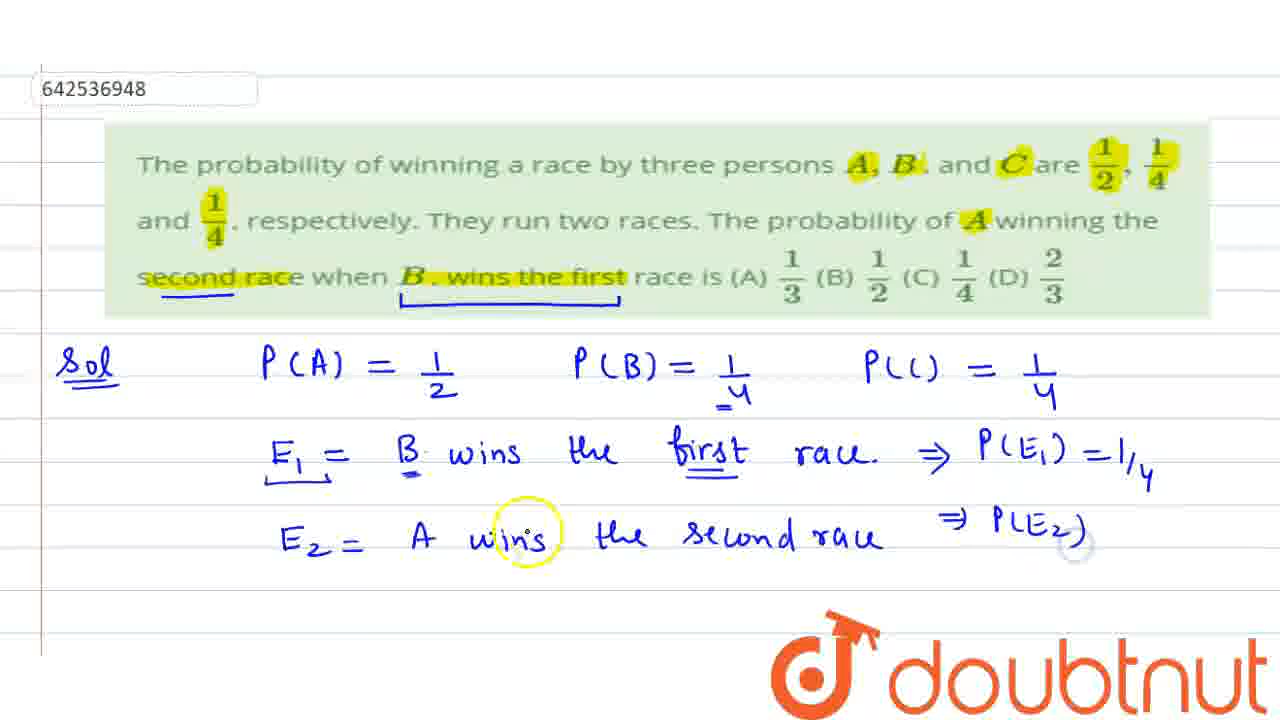 642536948
The probability of winning a race by three persons A, B . and C are 1/2, 1/4
and 1/4, respectively. They run two races. The probability of A winning the
second race when B . wins the first race is (A) 1/3 (B) 1/2 (C) 1/4 (D) 2/3
Sol P(A) = 1/2 P(B) = 1/4 P(C) = 1/4
E1 = B wins the first race. ⇒ P(E1) = 1/4
E2 = A wins the second race ⇒ P(E2)
doubtnut